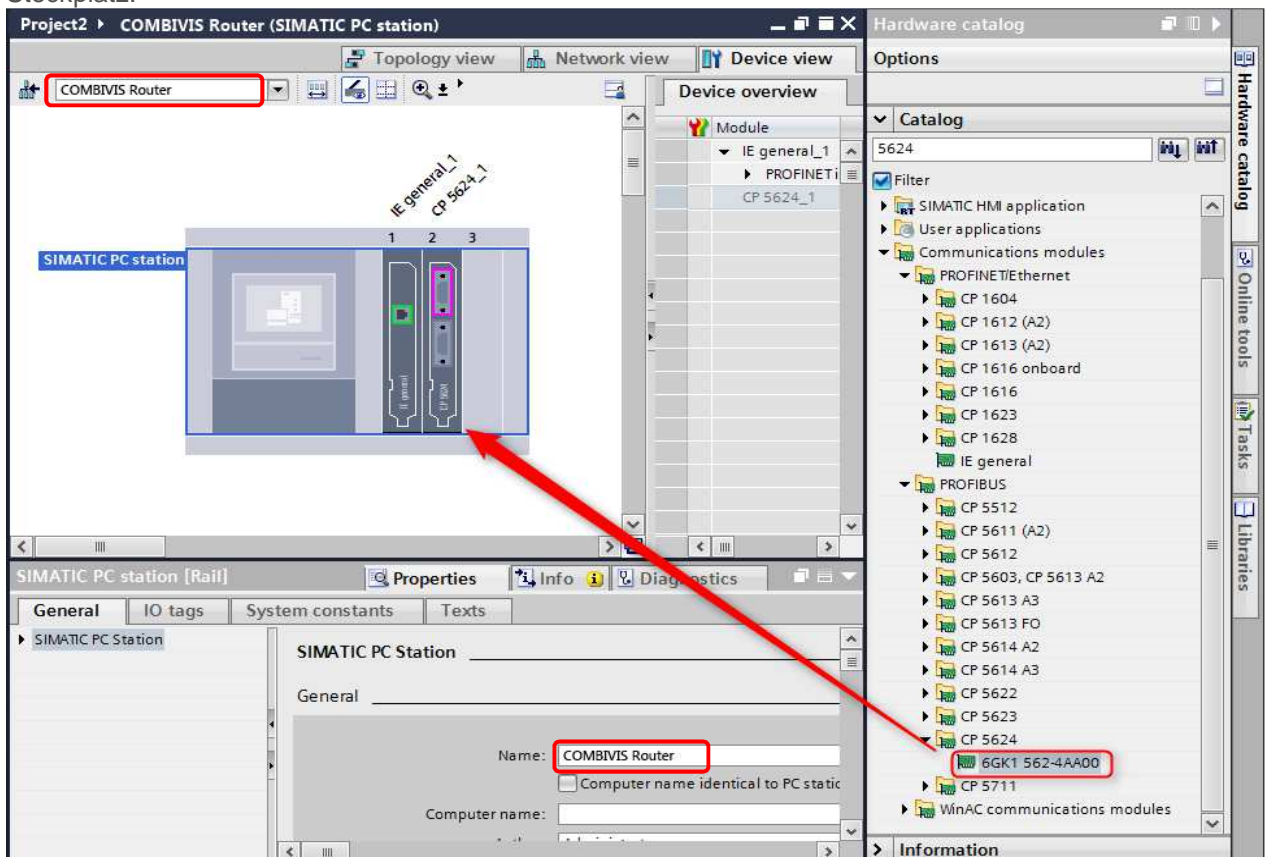 Steckplatz.
Project2 ▸ COMBIVIS Router (SIMATIC PC station)
Topology view
Network view
Device view
COMBIVIS Router
Device overview
Module
IE general_1
PROFINET i
CP 5624_1
IE general_1
CP 5624_1
1 2 3
SIMATIC PC station
IE general
CP 5624
SIMATIC PC station [Rail]
Properties
Info
Diagnostics
General
IO tags
System constants
Texts
SIMATIC PC Station
SIMATIC PC Station
General
Name: COMBIVIS Router
Computer name identical to PC static
Computer name:
Hardware catalog
Options
Catalog
5624
Filter
SIMATIC HMI application
User applications
Communications modules
PROFINET/Ethernet
CP 1604
CP 1612 (A2)
CP 1613 (A2)
CP 1616 onboard
CP 1616
CP 1623
CP 1628
IE general
PROFIBUS
CP 5512
CP 5611 (A2)
CP 5612
CP 5603, CP 5613 A2
CP 5613 A3
CP 5613 FO
CP 5614 A2
CP 5614 A3
CP 5622
CP 5623
CP 5624
6GK1 562-4AA00
CP 5711
WinAC communications modules
Information
Hardware catalog
Online tools
Tasks
Libraries